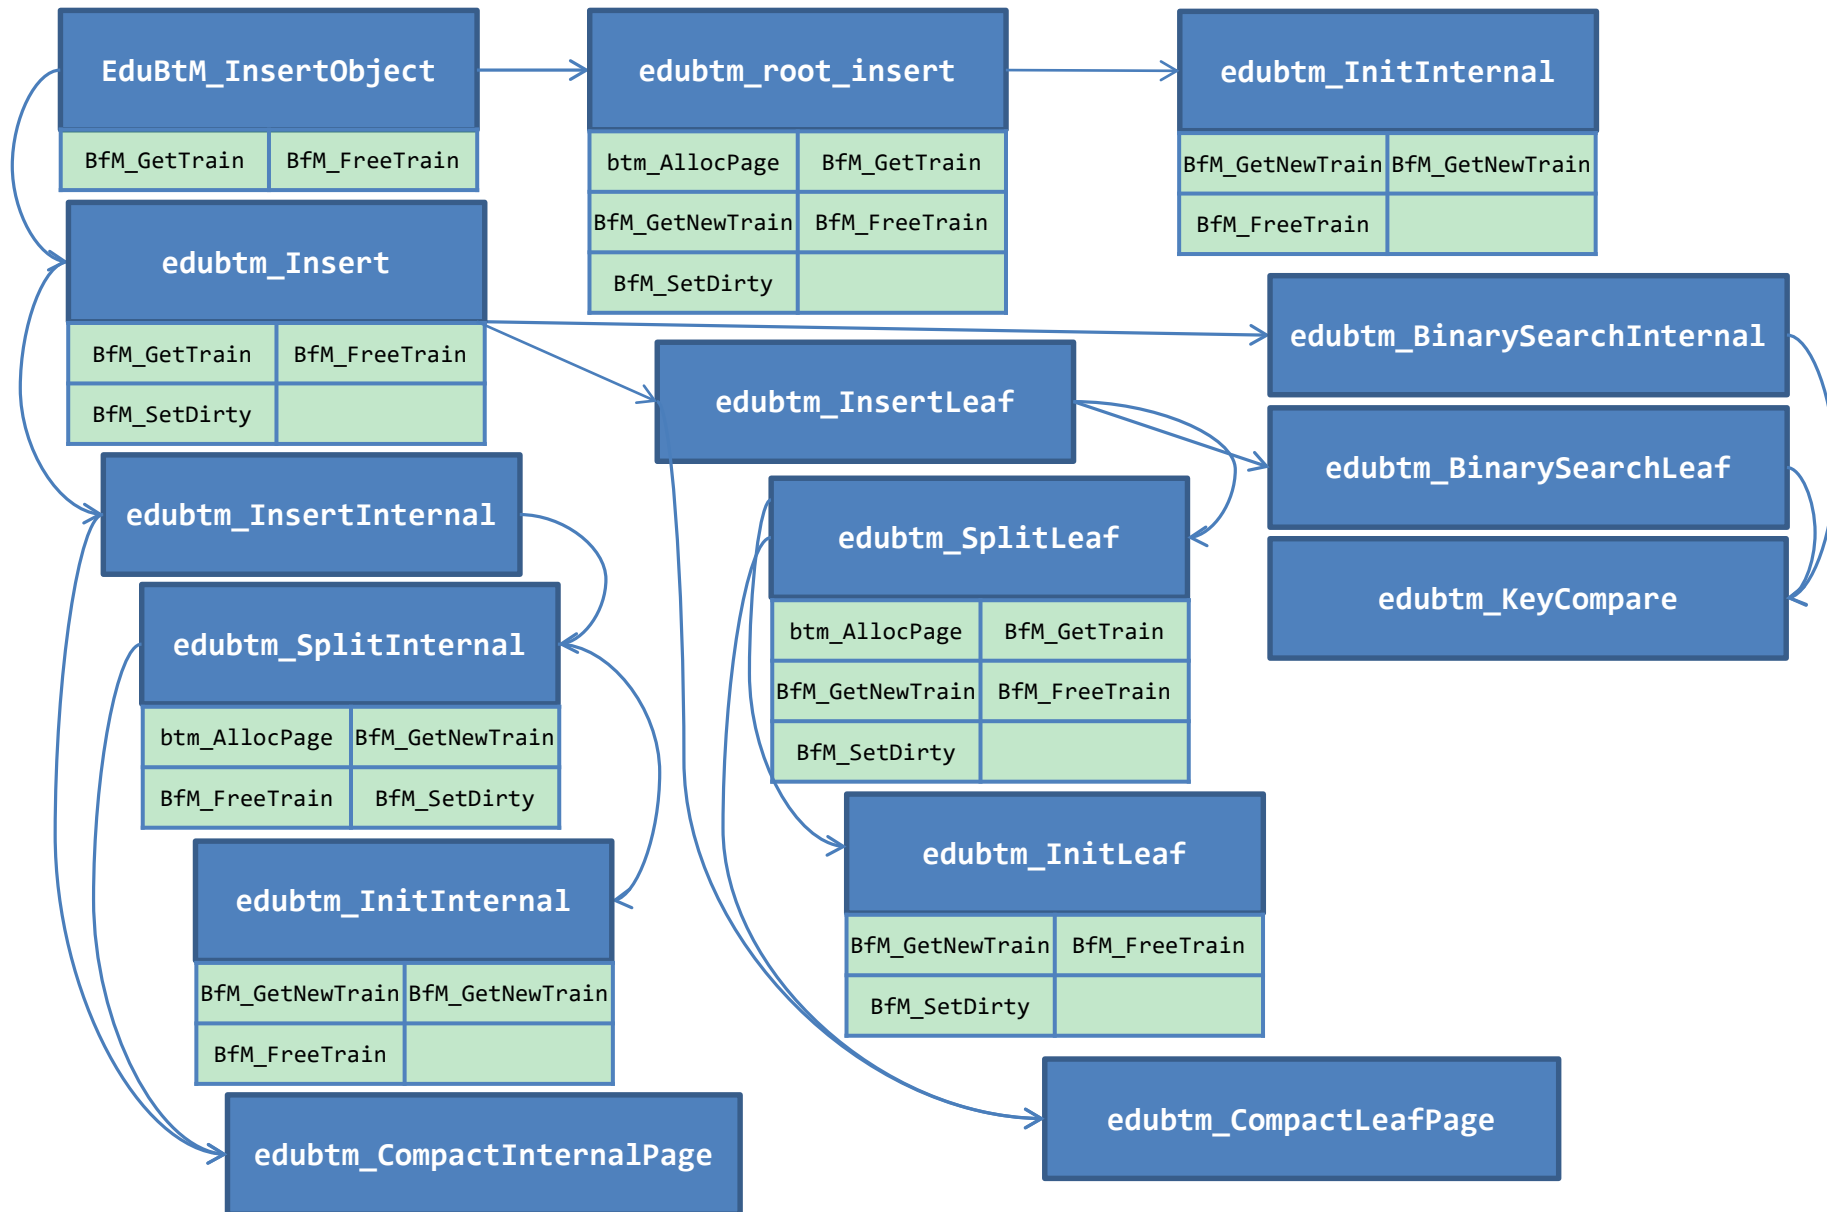 EduBtM_InsertObject
BfM_GetTrain BfM_FreeTrain
edubtm_root_insert
btm_AllocPage BfM_GetTrain
BfM_GetNewTrain BfM_FreeTrain
BfM_SetDirty
edubtm_InitInternal
BfM_GetNewTrain BfM_GetNewTrain
BfM_FreeTrain
edubtm_Insert
BfM_GetTrain BfM_FreeTrain
BfM_SetDirty
edubtm_BinarySearchInternal
edubtm_InsertLeaf
edubtm_BinarySearchLeaf
edubtm_InsertInternal
edubtm_SplitLeaf
btm_AllocPage BfM_GetTrain
BfM_GetNewTrain BfM_FreeTrain
BfM_SetDirty
edubtm_KeyCompare
edubtm_SplitInternal
btm_AllocPage BfM_GetNewTrain
BfM_FreeTrain BfM_SetDirty
edubtm_InitLeaf
BfM_GetNewTrain BfM_FreeTrain
BfM_SetDirty
edubtm_InitInternal
BfM_GetNewTrain BfM_GetNewTrain
BfM_FreeTrain
edubtm_CompactLeafPage
edubtm_CompactInternalPage